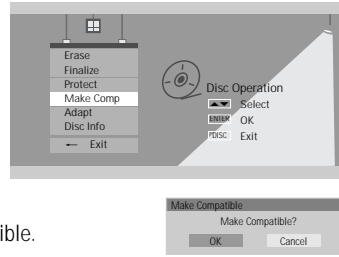 Erase
Finalize
Protect
Make Comp
Adapt
Disc Info
← Exit
Disc Operation
▲▼ Select
ENTER OK
DISC Exit
ible.
Make Compatible
Make Compatible?
OK Cancel